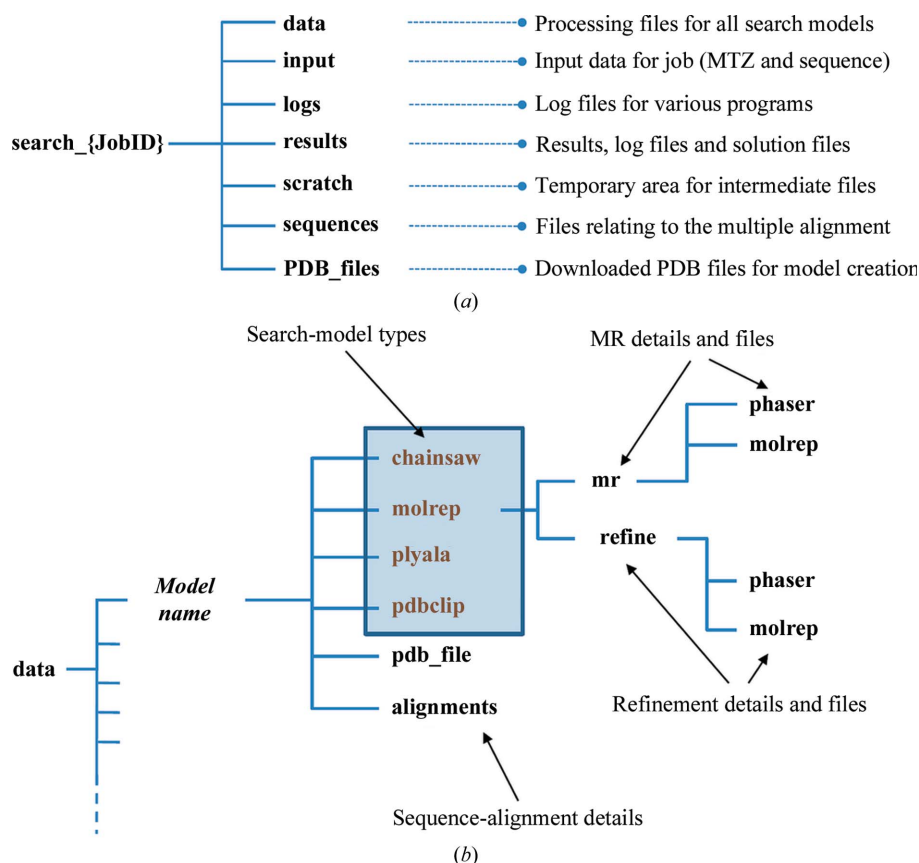 data Processing files for all search models
input Input data for job (MTZ and sequence)
logs Log files for various programs
search_{JobID} results Results, log files and solution files
scratch Temporary area for intermediate files
sequences Files relating to the multiple alignment
PDB_files Downloaded PDB files for model creation
(a)
Search-model types
MR details and files
phaser
chainsaw
molrep
mr
molrep
refine
plyala
phaser
Model
name
pdbclip
molrep
data
pdb_file
alignments
Refinement details and files
Sequence-alignment details
(b)